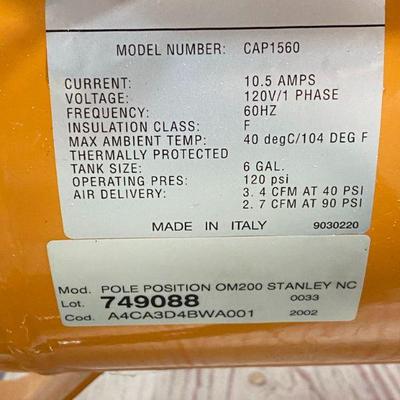 MODEL NUMBER: CAP1560
CURRENT: 10.5 AMPS
VOLTAGE: 120V/1 PHASE
FREQUENCY: 60HZ
INSULATION CLASS: F
MAX AMBIENT TEMP: 40 degC/104 DEG F
THERMALLY PROTECTED
TANK SIZE: 6 GAL.
OPERATING PRES: 120 psi
AIR DELIVERY: 3.4 CFM AT 40 PSI
2.7 CFM AT 90 PSI
MADE IN ITALY 9030220
Mod. POLE POSITION OM200 STANLEY NC
Lot. 749088 0033
Cod. A4CA3D4BWA001 2002